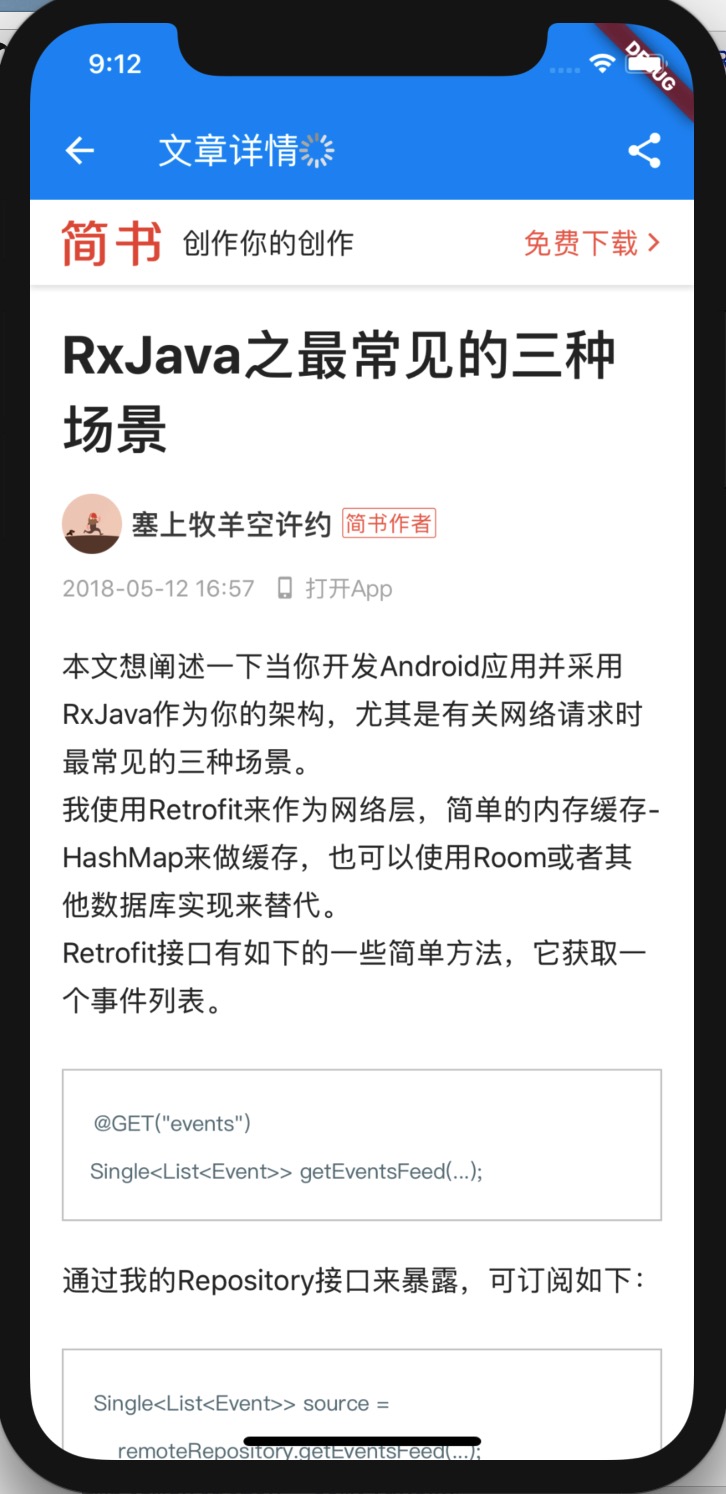 9:12
DEBUG
文章详情
简书 创作你的创作 免费下载
RxJava之最常见的三种
场景
塞上牧羊空许约 简书作者
2018-05-12 16:57 打开App
本文想阐述一下当你开发Android应用并采用
RxJava作为你的架构，尤其是有关网络请求时
最常见的三种场景。
我使用Retrofit来作为网络层，简单的内存缓存-
HashMap来做缓存，也可以使用Room或者其
他数据库实现来替代。
Retrofit接口有如下的一些简单方法，它获取一
个事件列表。
@GET("events")
Single<List<Event>> getEventsFeed(...);
通过我的Repository接口来暴露，可订阅如下：
Single<List<Event>> source =
remoteRepository.getEventsFeed(...);